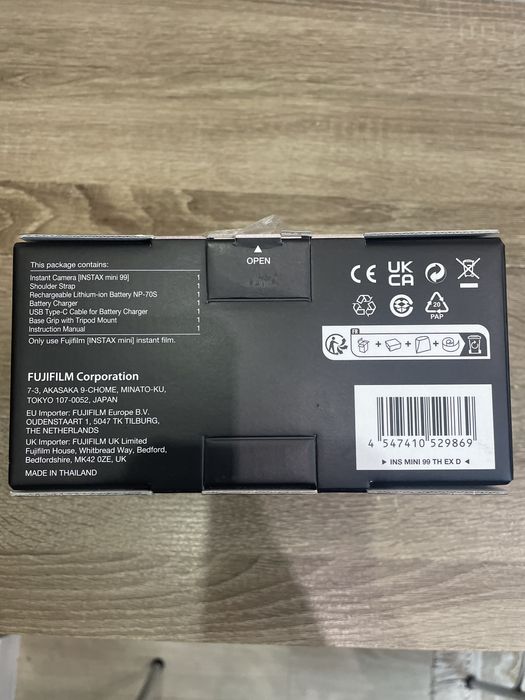 This package contains:
Instant Camera [INSTAX mini 99] 1
Shoulder Strap 1
Rechargeable Lithium-ion Battery NP-70S 1
Battery Charger 1
USB Type-C Cable for Battery Charger 1
Base Grip with Tripod Mount 1
Instruction Manual 1
Only use Fujifilm [INSTAX mini] instant film.
FUJIFILM Corporation
7-3, AKASAKA 9-CHOME, MINATO-KU,
TOKYO 107-0052, JAPAN
EU Importer: FUJIFILM Europe B.V.
OUDENSTAART 1, 5047 TK TILBURG,
THE NETHERLANDS
UK Importer: FUJIFILM UK Limited
Fujifilm House, Whitbread Way, Bedford,
Bedfordshire, MK42 0ZE, UK
MADE IN THAILAND
▲
OPEN
CE UK
CA
20
PAP
FR
+ + +
4 547410 529869
▶ INS MINI 99 TH EX D ◀